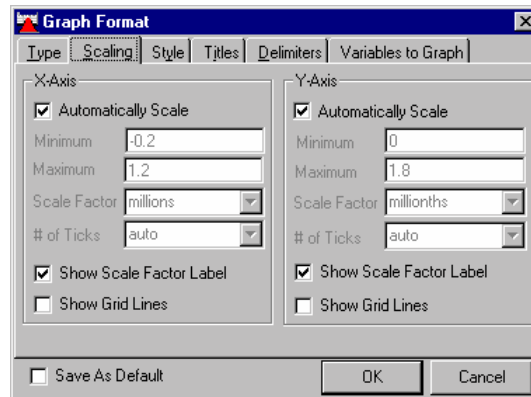 Graph Format
Type Scaling Style Titles Delimiters Variables to Graph
X-Axis
Automatically Scale
Minimum -0.2
Maximum 1.2
Scale Factor millions
# of Ticks auto
Show Scale Factor Label
Show Grid Lines
Y-Axis
Automatically Scale
Minimum 0
Maximum 1.8
Scale Factor millionths
# of Ticks auto
Show Scale Factor Label
Show Grid Lines
Save As Default OK Cancel